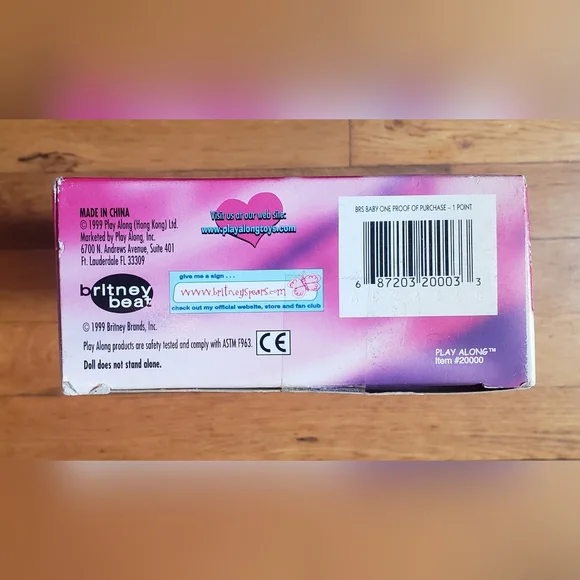 MADE IN CHINA
© 1999 Play Along (Hong Kong) Ltd.
Marketed by Play Along, Inc.
6700 N. Andrews Avenue, Suite 401
Ft. Lauderdale FL 33309
britney
beat
© 1999 Britney Brands, Inc.
Play Along products are safety tested and comply with ASTM F963.
CE
Doll does not stand alone.
Visit us at our web site:
www.playalongtoys.com
give me a sign . . .
www.britneyspears.com
check out my official website, store and fan club
BRS BABY ONE PROOF OF PURCHASE – 1 POINT
6 87203 20003 3
PLAY ALONG™
Item #20000